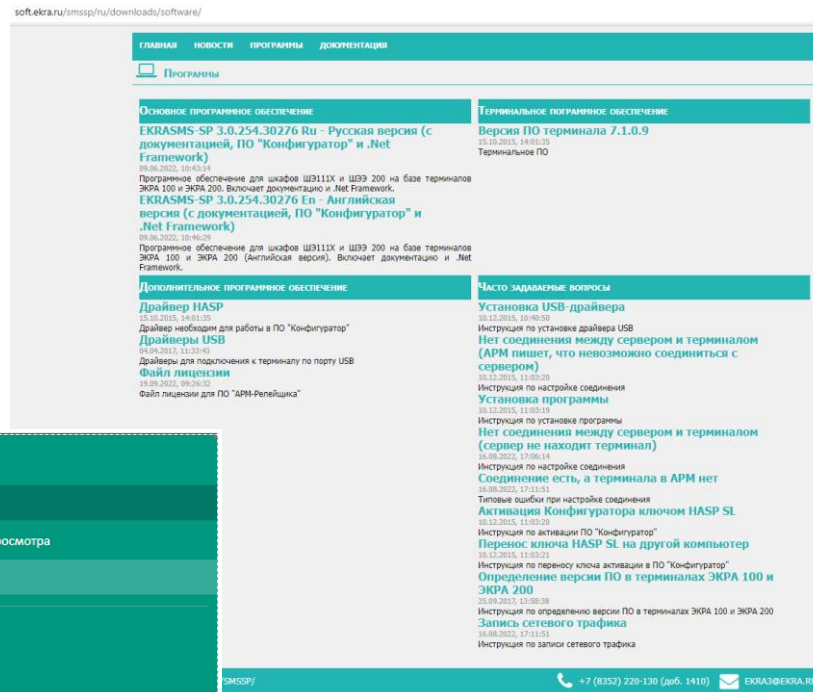 soft.ekra.ru/smssp/ru/downloads/software/
ГЛАВНАЯ НОВОСТИ ПРОГРАММЫ ДОКУМЕНТАЦИЯ
Программы
Основное программное обеспечение
EKRASMS-SP 3.0.254.30276 Ru - Русская версия (с
документацией, ПО "Конфигуратор" и .Net
Framework)
09.06.2022, 10:43:14
Программное обеспечение для шкафов ШЭ111Х и ШЭЭ 200 на базе терминалов
ЭКРА 100 и ЭКРА 200. Включает документацию и .Net Framework.
EKRASMS-SP 3.0.254.30276 En - Английская
версия (с документацией, ПО "Конфигуратор" и
.Net Framework)
09.06.2022, 10:46:29
Программное обеспечение для шкафов ШЭ111Х и ШЭЭ 200 на базе терминалов
ЭКРА 100 и ЭКРА 200 (Английская версия). Включает документацию и .Net
Framework.
Терминальное пограммное обеспечение
Версия ПО терминала 7.1.0.9
15.10.2015, 14:01:35
Терминальное ПО
Дополнительное программное обеспечение
Драйвер HASP
15.10.2015, 14:01:35
Драйвер необходим для работы в ПО "Конфигуратор"
Драйверы USB
04.04.2017, 11:33:43
Драйверы для подключения к терминалу по порту USB
Файл лицензии
19.09.2022, 09:26:32
Файл лицензии для ПО "АРМ-Релейщика"
Часто задаваемые вопросы
Установка USB-драйвера
10.12.2015, 10:40:50
Инструкция по установке драйвера USB
Нет соединения между сервером и терминалом
(АРМ пишет, что невозможно соединиться с
сервером)
10.12.2015, 11:03:20
Инструкция по настройке соединения
Установка программы
10.12.2015, 11:03:19
Инструкция по установке программы
Нет соединения между сервером и терминалом
(сервер не находит терминал)
16.08.2022, 17:06:14
Инструкция по настройке соединения
Соединение есть, а терминала в АРМ нет
16.08.2022, 17:11:51
Типовые ошибки при настройке соединения
Активация Конфигуратора ключом HASP SL
10.12.2015, 11:03:20
Инструкция по активации ПО "Конфигуратор"
Перенос ключа HASP SL на другой компьютер
10.12.2015, 11:03:21
Инструкция по переносу ключа активации в ПО "Конфигуратор"
Определение версии ПО в терминалах ЭКРА 100 и
ЭКРА 200
25.09.2017, 13:58:38
Инструкция по определению версии ПО в терминалах ЭКРА 100 и ЭКРА 200
Запись сетевого трафика
16.08.2022, 17:11:51
Инструкция по записи сетевого трафика
осмотра
/SMSSP/
+7 (8352) 220-130 (доб. 1410) EKRA3@EKRA.RU